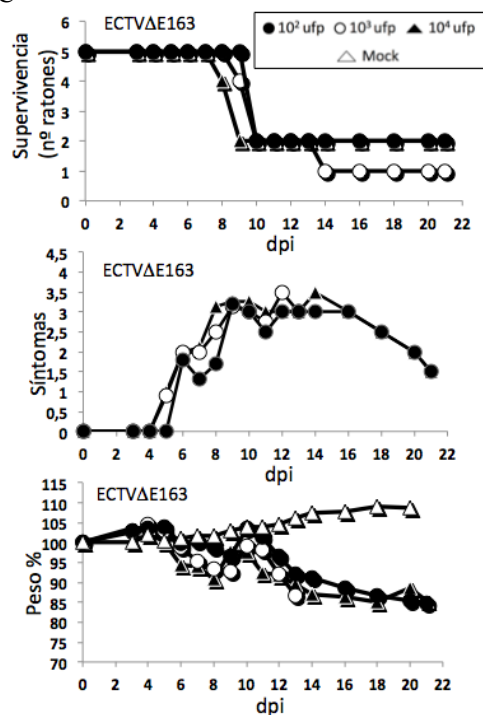 ECTVΔE163
● 10² ufp ○ 10³ ufp ▲ 10⁴ ufp
△ Mock
Supervivencia
(nº ratones)
6
5
4
3
2
1
0
0 2 4 6 8 10 12 14 16 18 20 22
dpi
ECTVΔE163
Síntomas
4,5
4
3,5
3
2,5
2
1,5
1
0,5
0
0 2 4 6 8 10 12 14 16 18 20 22
dpi
ECTVΔE163
Peso %
115
110
105
100
95
90
85
80
75
70
0 2 4 6 8 10 12 14 16 18 20 22
dpi